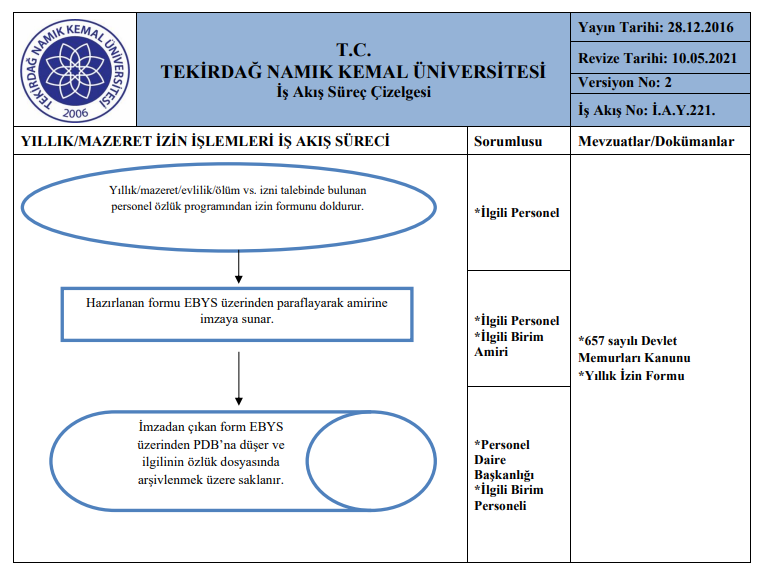 TEKİRDAĞ NAMIK KEMAL ÜNİVERSİTESİ
2006
T.C.
TEKİRDAĞ NAMIK KEMAL ÜNİVERSİTESİ
İş Akış Süreç Çizelgesi
Yayın Tarihi: 28.12.2016
Revize Tarihi: 10.05.2021
Versiyon No: 2
İş Akış No: İ.A.Y.221.
YILLIK/MAZERET İZİN İŞLEMLERİ İŞ AKIŞ SÜRECİ
Sorumlusu
Mevzuatlar/Dokümanlar
Yıllık/mazeret/evlilik/ölüm vs. izni talebinde bulunan
personel özlük programından izin formunu doldurur.
*İlgili Personel
Hazırlanan formu EBYS üzerinden paraflayarak amirine
imzaya sunar.
*İlgili Personel
*İlgili Birim
Amiri
*657 sayılı Devlet
Memurları Kanunu
*Yıllık İzin Formu
İmzadan çıkan form EBYS
üzerinden PDB’na düşer ve
ilgilinin özlük dosyasında
arşivlenmek üzere saklanır.
*Personel
Daire
Başkanlığı
*İlgili Birim
Personeli